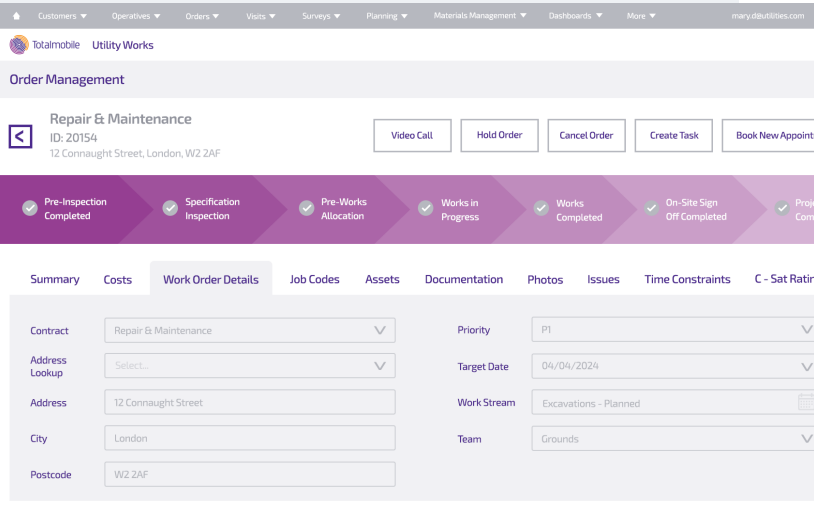 Customers Operatives Orders Visits Surveys Planning Materials Management Dashboards More mary.d@utilities.com
Totalmobile Utility Works
Order Management
Repair & Maintenance
ID: 20154
12 Connaught Street, London, W2 2AF
Video Call Hold Order Cancel Order Create Task Book New Appoint
Pre-Inspection
Completed
Specification
Inspection
Pre-Works
Allocation
Works in
Progress
Works
Completed
On-Site Sign
Off Completed
Proje
Com
Summary Costs Work Order Details Job Codes Assets Documentation Photos Issues Time Constraints C - Sat Ratin
Contract Repair & Maintenance
Priority P1
Address
Lookup
Select...
Target Date 04/04/2024
Address 12 Connaught Street
Work Stream Excavations - Planned
City London
Team Grounds
Postcode W2 2AF